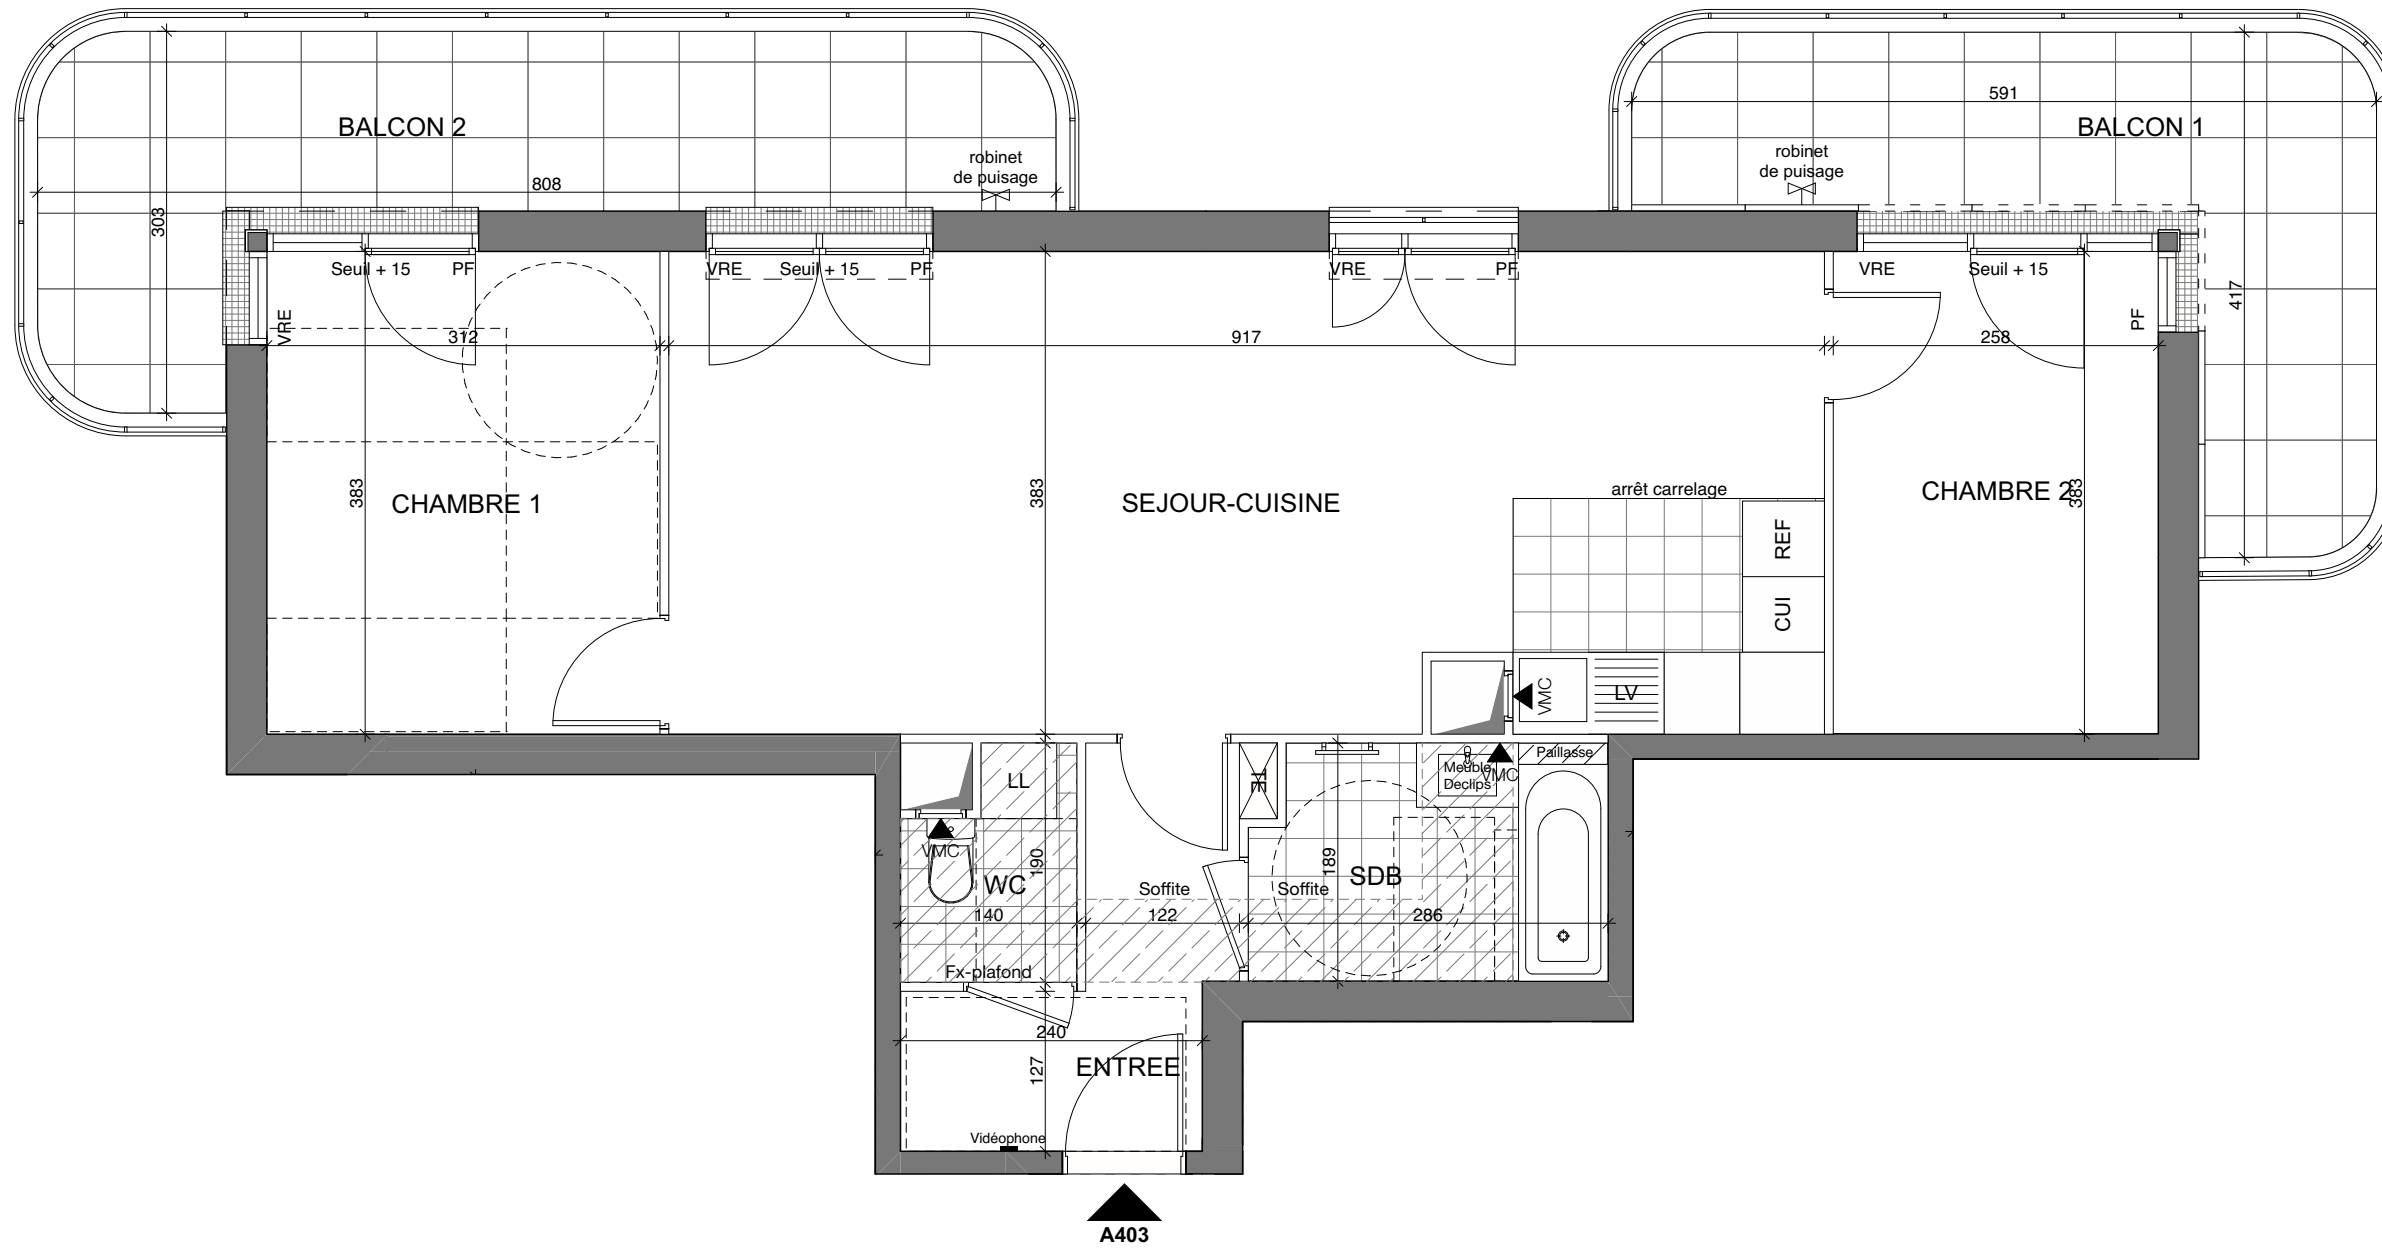 591
BALCON 2
BALCON 1
robinet
de puisage
robinet
de puisage
808
303
417
Seuil + 15
PF
VRE
Seuil + 15
PF
VRE
PF
VRE
Seuil + 15
VRE
PF
312
917
258
383
CHAMBRE 1
383
SEJOUR-CUISINE
arrêt carrelage
CHAMBRE 2
383
REF
CUI
VMC
LV
LL
TE
Meuble
Declips
VMC
Paillasse
VMC
190
WC
189
SDB
Soffite
Soffite
140
122
286
Fx-plafond
240
127
ENTREE
Vidéophone
A403